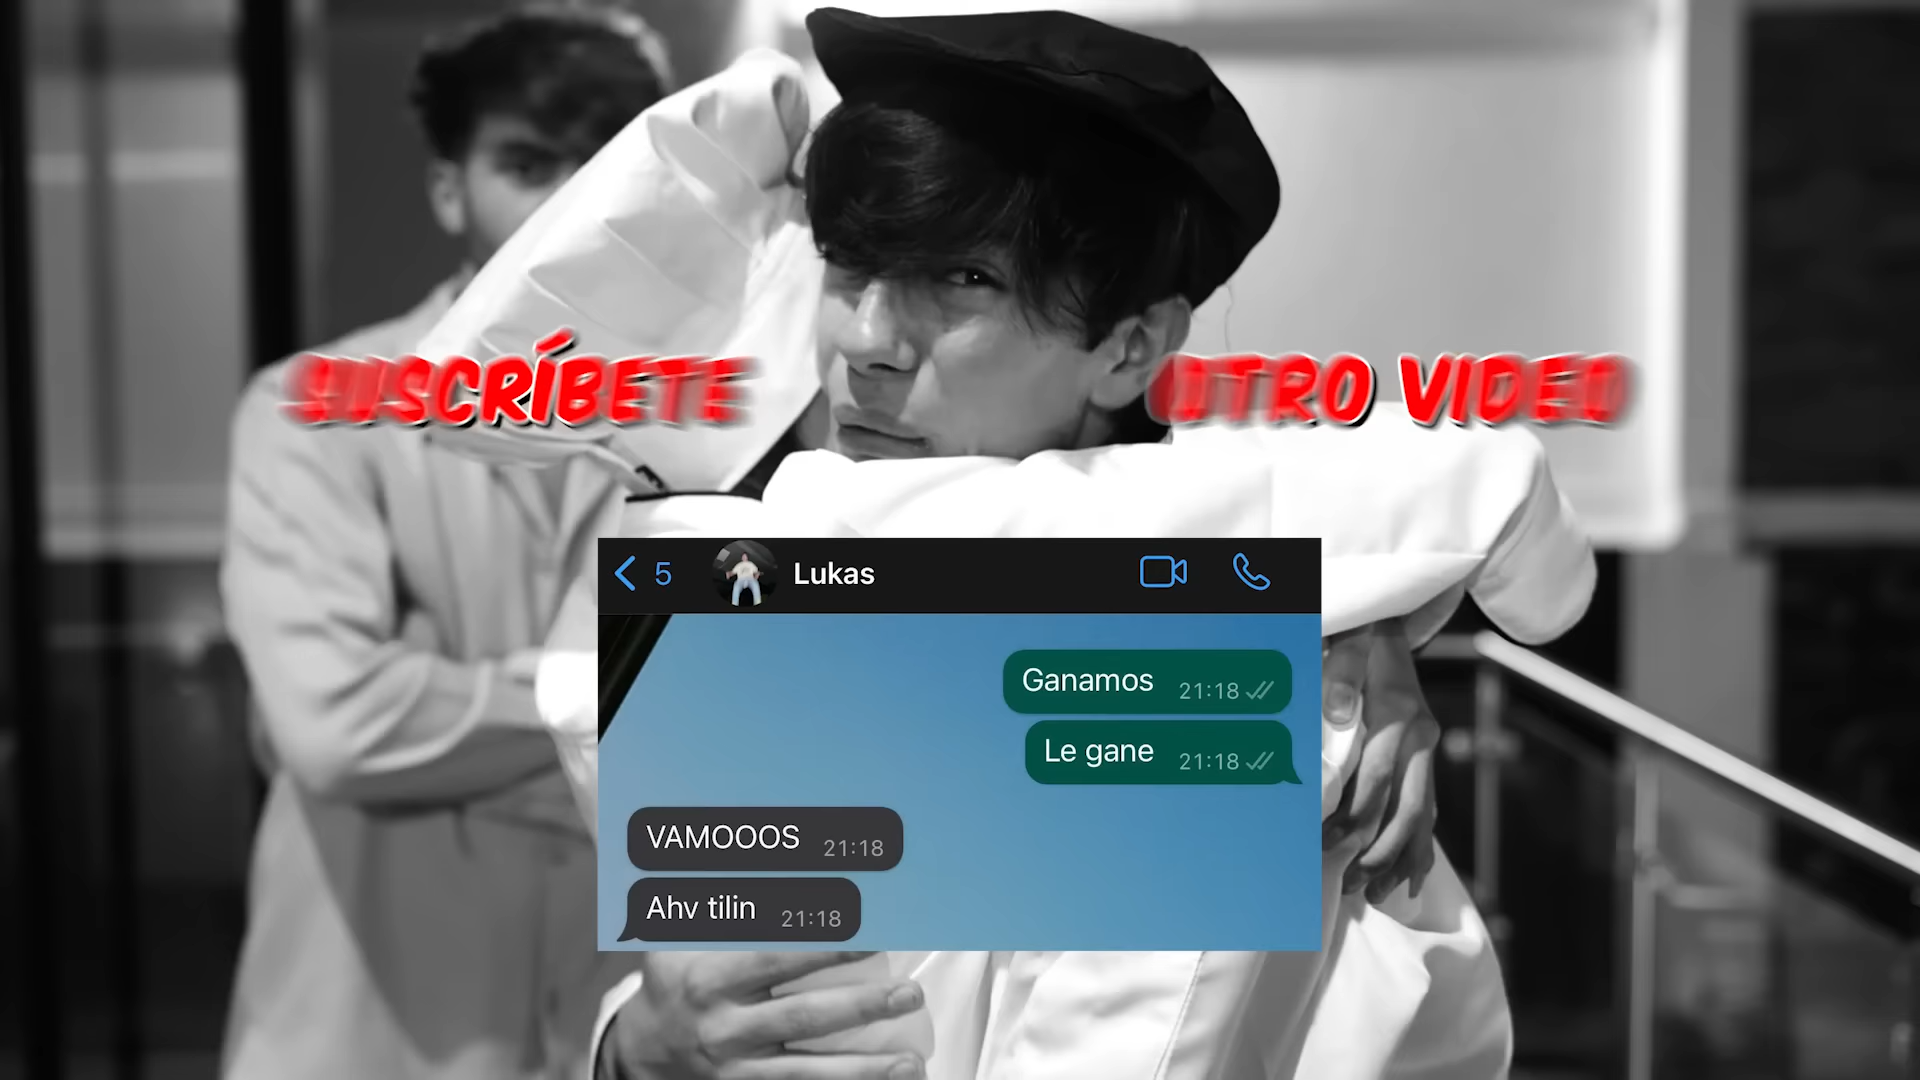 SUSCRÍBETE
OTRO VIDEO
5
Lukas
Ganamos 21:18
Le gane 21:18
VAMOOOS 21:18
Ahv tilin 21:18